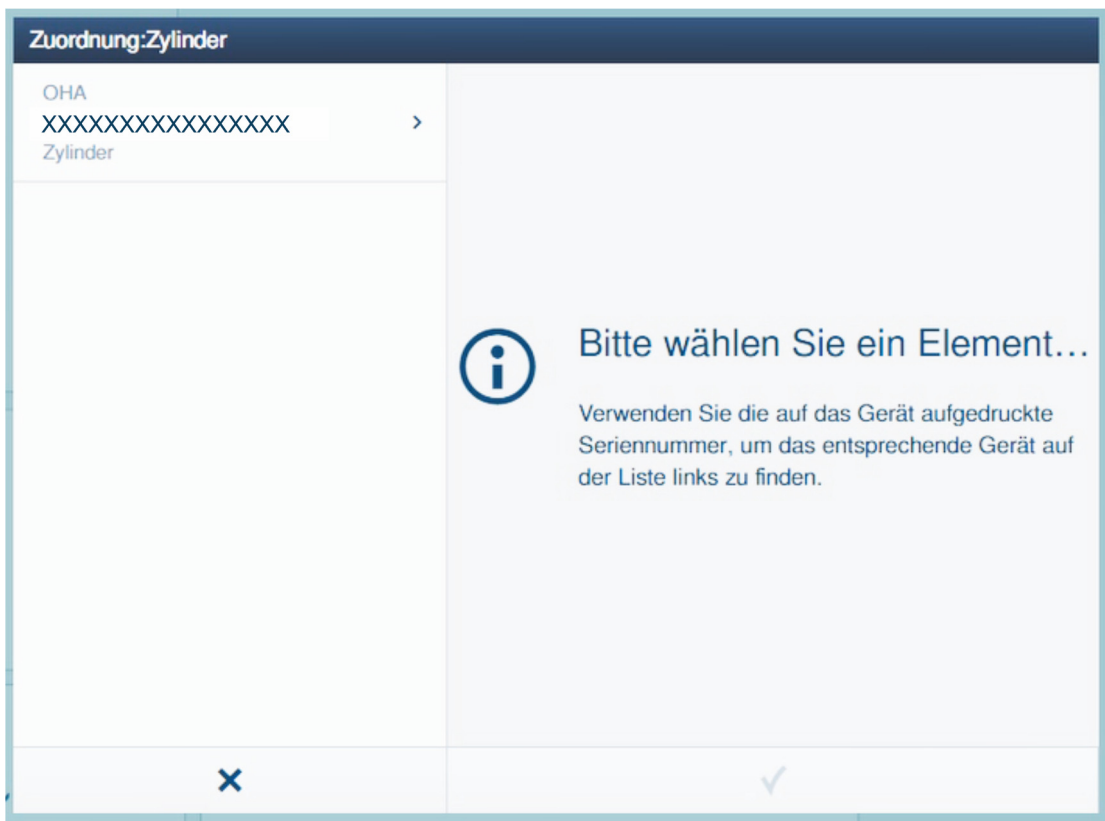 Zuordnung:Zylinder
OHA
XXXXXXXXXXXXXXXX
Zylinder
Bitte wählen Sie ein Element...
Verwenden Sie die auf das Gerät aufgedruckte
Seriennummer, um das entsprechende Gerät auf
der Liste links zu finden.